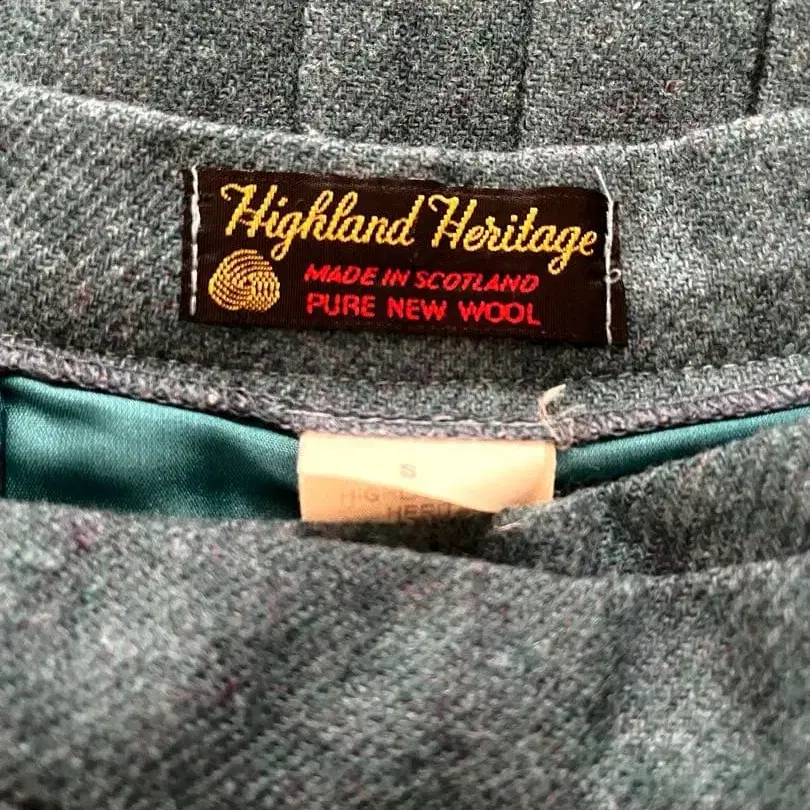 Highland Heritage
MADE IN SCOTLAND
PURE NEW WOOL
S